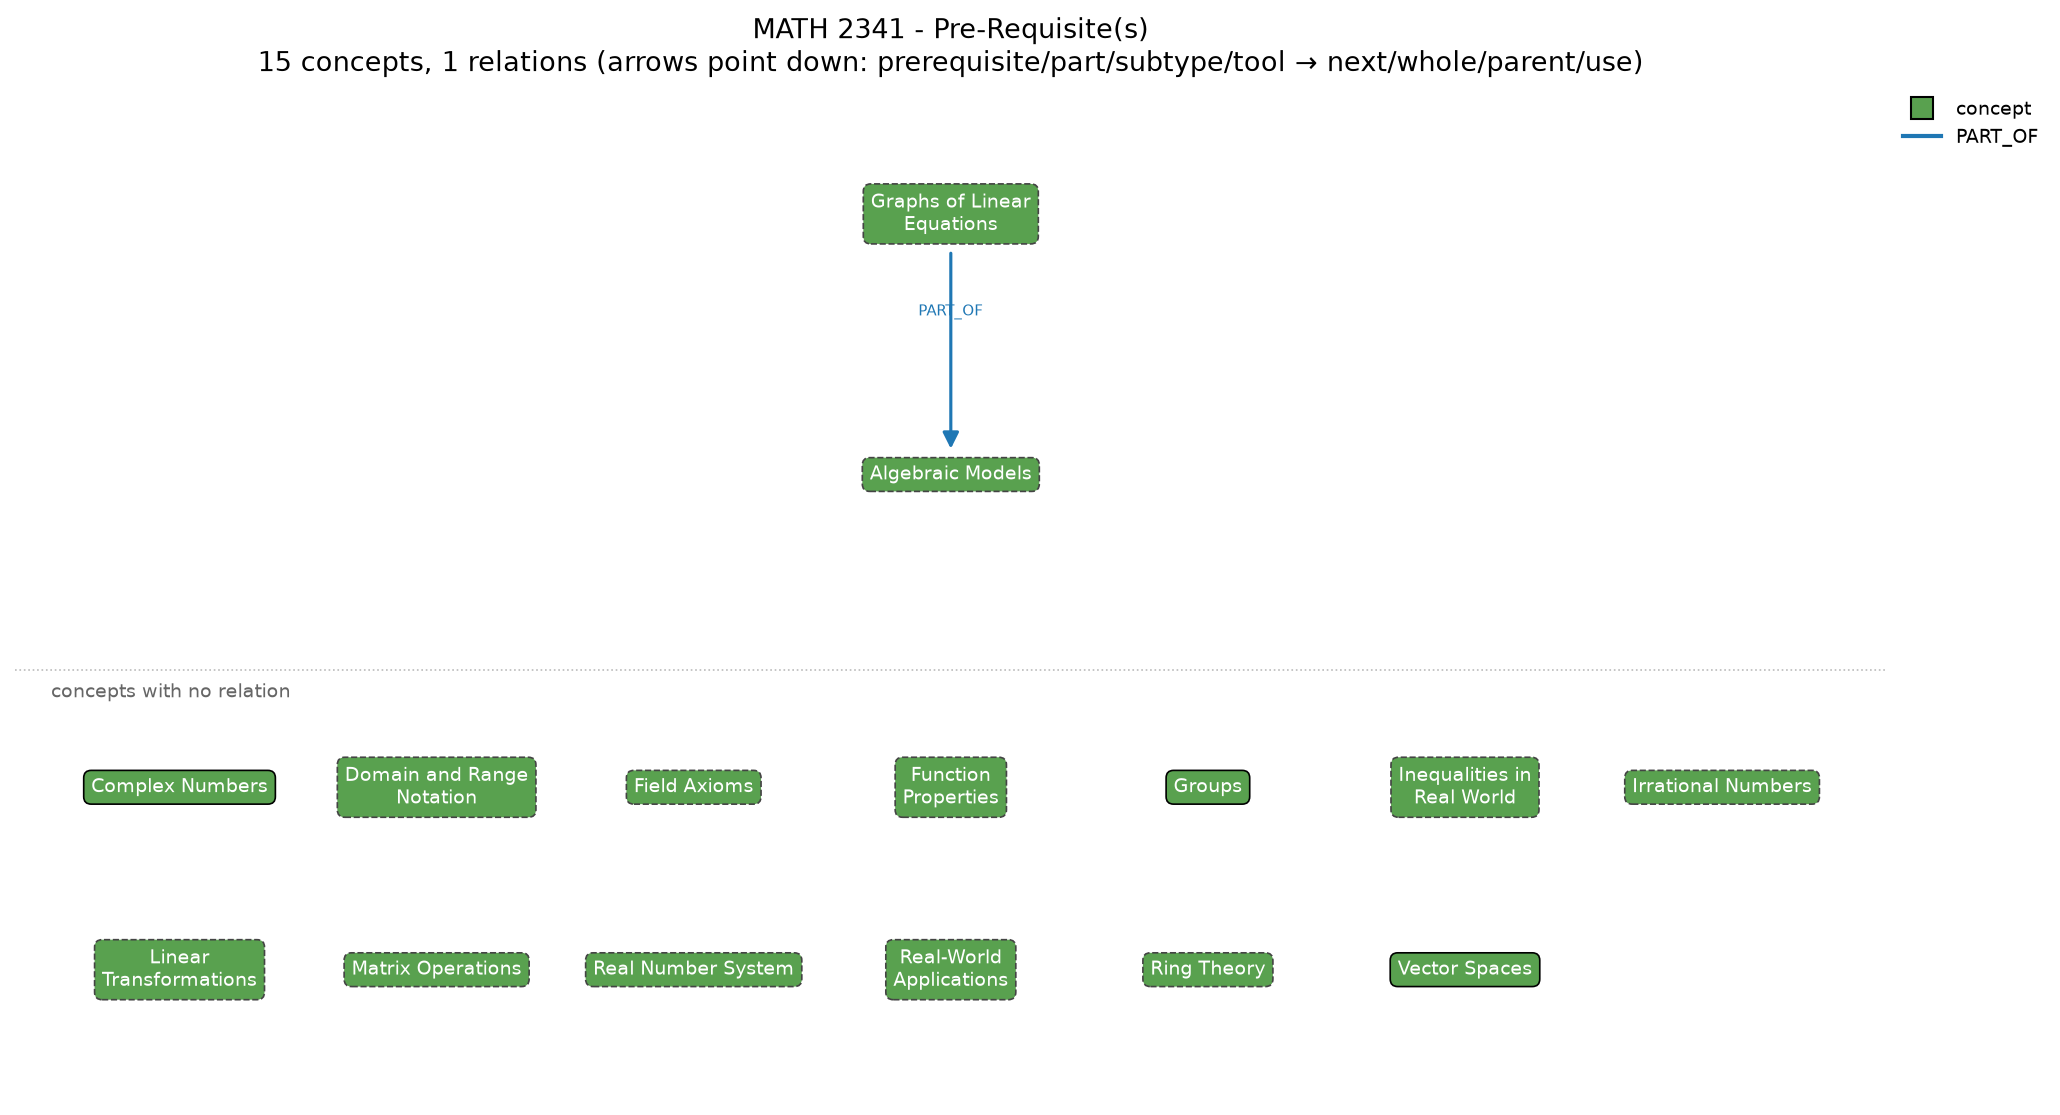 MATH 2341 - Pre-Requisite(s)
15 concepts, 1 relations (arrows point down: prerequisite/part/subtype/tool → next/whole/parent/use)
concept
PART_OF
Graphs of Linear
Equations
PART_OF
Algebraic Models
concepts with no relation
Complex Numbers
Domain and Range
Notation
Field Axioms
Function
Properties
Groups
Inequalities in
Real World
Irrational Numbers
Linear
Transformations
Matrix Operations
Real Number System
Real-World
Applications
Ring Theory
Vector Spaces